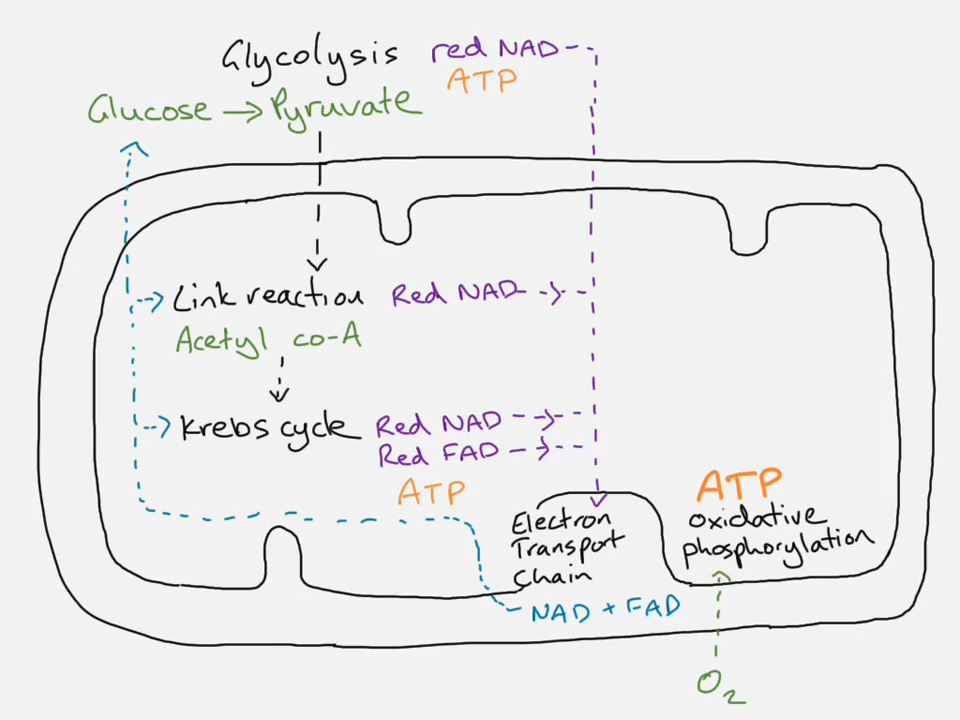 Glycolysis red NAD
ATP
Glucose → Pyruvate
Link reaction Red NAD
Acetyl co-A
Krebs cycle Red NAD
Red FAD
ATP
Electron
Transport
Chain
ATP
oxidative
phosphorylation
NAD + FAD
O₂